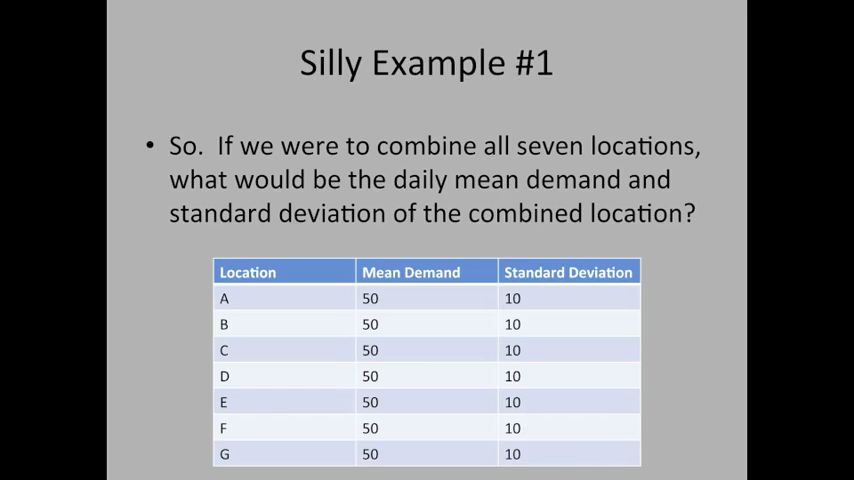 Silly Example #1
• So. If we were to combine all seven locations,
what would be the daily mean demand and
standard deviation of the combined location?
Location Mean Demand Standard Deviation
A 50 10
B 50 10
C 50 10
D 50 10
E 50 10
F 50 10
G 50 10